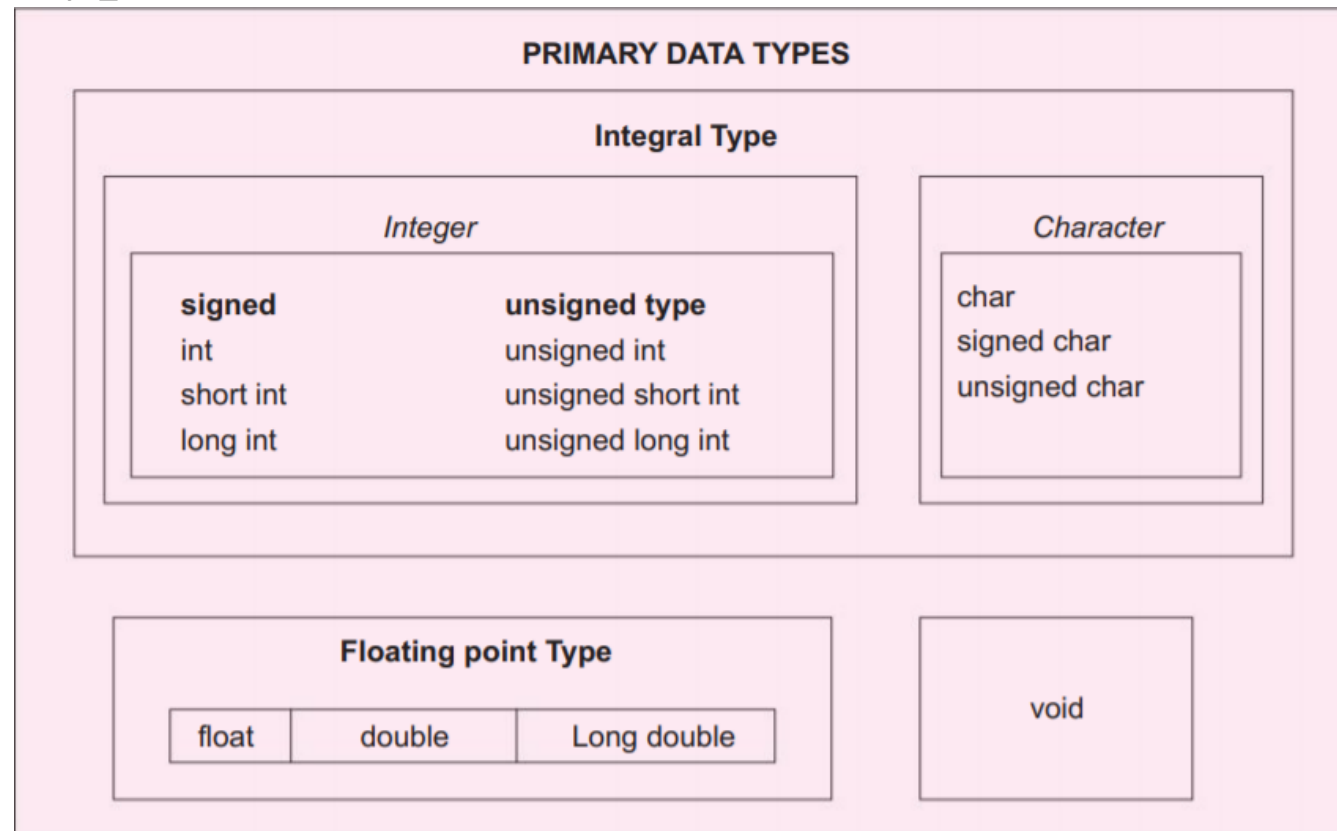 PRIMARY DATA TYPES
Integral Type
Integer
signed unsigned type
int unsigned int
short int unsigned short int
long int unsigned long int
Character
char
signed char
unsigned char
Floating point Type
float double Long double
void